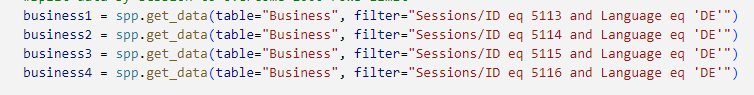 business1 = spp.get_data(table="Business", filter="Sessions/ID eq 5113 and Language eq 'DE'")
business2 = spp.get_data(table="Business", filter="Sessions/ID eq 5114 and Language eq 'DE'")
business3 = spp.get_data(table="Business", filter="Sessions/ID eq 5115 and Language eq 'DE'")
business4 = spp.get_data(table="Business", filter="Sessions/ID eq 5116 and Language eq 'DE'")